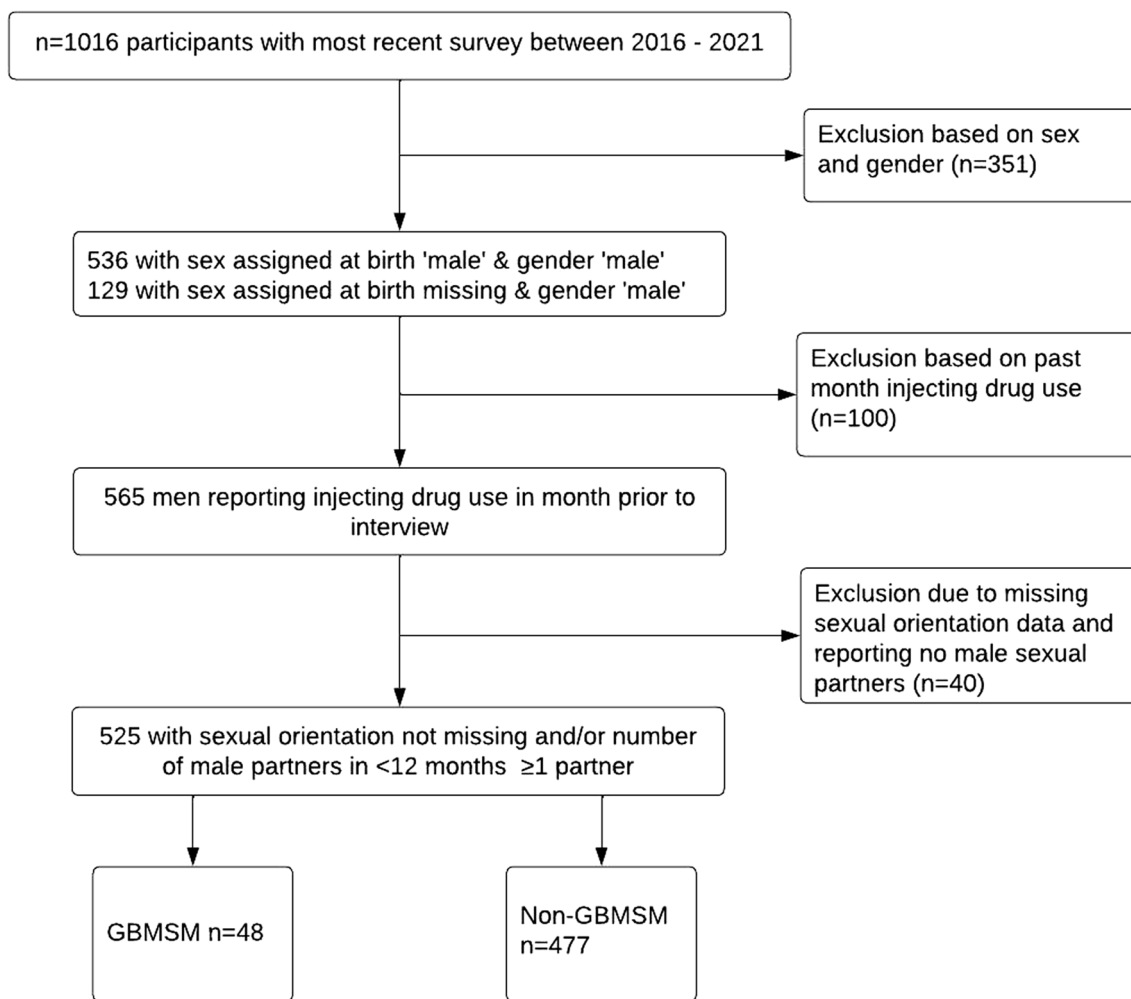 n=1016 participants with most recent survey between 2016 - 2021
Exclusion based on sex
and gender (n=351)
536 with sex assigned at birth 'male' & gender 'male'
129 with sex assigned at birth missing & gender 'male'
Exclusion based on past
month injecting drug use
(n=100)
565 men reporting injecting drug use in month prior to
interview
Exclusion due to missing
sexual orientation data and
reporting no male sexual
partners (n=40)
525 with sexual orientation not missing and/or number
of male partners in <12 months ≥1 partner
GBMSM n=48
Non-GBMSM
n=477